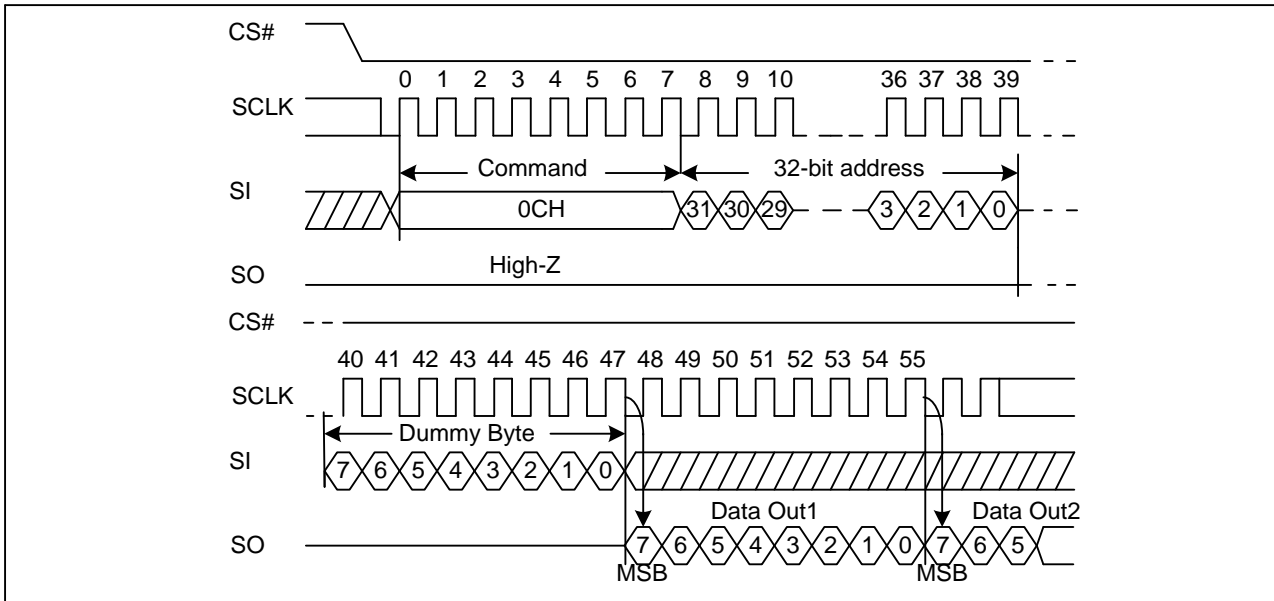 CS#
0 1 2 3 4 5 6 7 8 9 10 36 37 38 39
SCLK
Command 32-bit address
SI
0CH 31 30 29 3 2 1 0
High-Z
SO
CS#
40 41 42 43 44 45 46 47 48 49 50 51 52 53 54 55
SCLK
Dummy Byte
SI
7 6 5 4 3 2 1 0
Data Out1 Data Out2
SO
7 6 5 4 3 2 1 0 7 6 5
MSB MSB